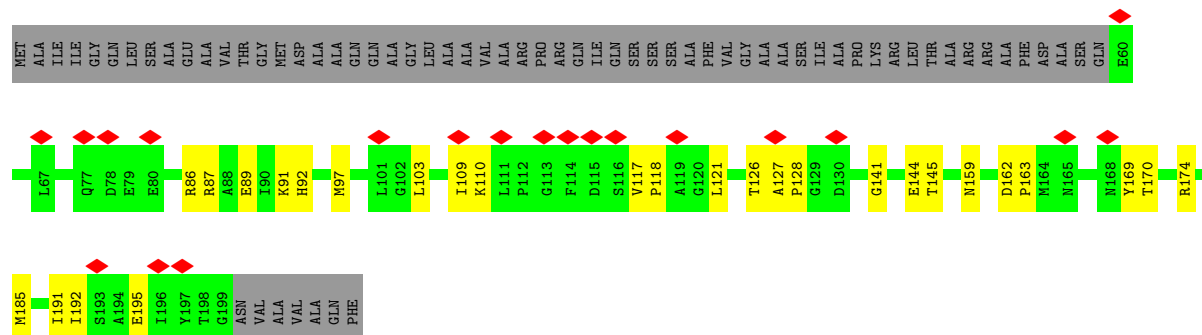 MET ALA ILE ILE GLY GLN LEU SER ALA GLU ALA VAL THR GLY MET ASP ALA ALA GLN GLN ALA GLY LEU ALA ALA VAL ALA ARG PRO ARG GLN ILE GLN SER SER SER ALA PHE VAL GLY ALA ALA SER ILE ALA PRO LYS ARG LEU THR ALA ARG ARG ALA PHE ASP ALA SER GLN E60
L67 Q77 D78 E79 E80 R86 R87 A88 E89 I90 K91 H92 M97 L101 G102 L103 I109 K110 L111 P112 G113 F114 D115 S116 V117 P118 A119 G120 L121 T126 A127 P128 G129 D130 G141 E144 T145 N159 D162 P163 M164 N165 N168 Y169 T170 R174
M185 I191 I192 S193 A194 E195 I196 Y197 T198 G199 ASN VAL ALA VAL ALA GLN PHE